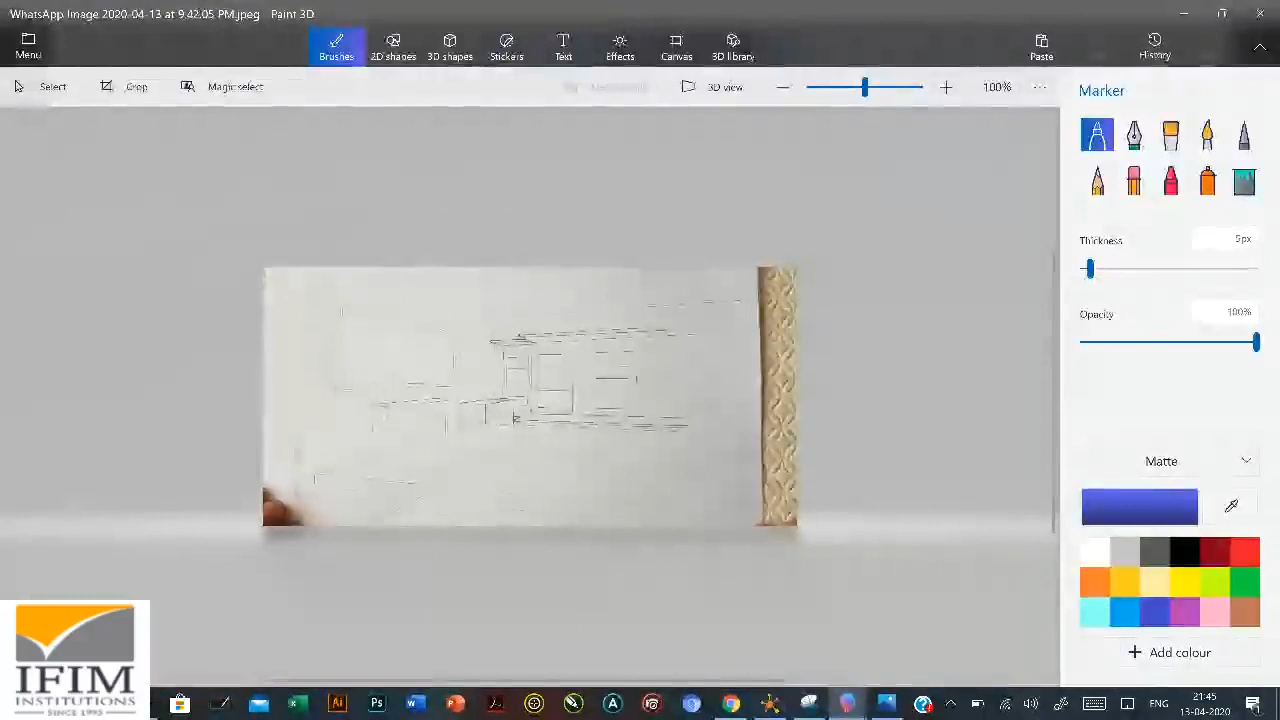 WhatsApp Image 2020-04-13 at 9.42.05 PM.jpeg - Paint 3D
Menu
Brushes
2D shapes
3D shapes
Stickers
Text
Effects
Canvas
3D library
Paste
History
Select
Crop
Magic select
3D view
100%
Marker
Thickness
5px
Opacity
100%
Matte
Add colour
IFIM
INSTITUTIONS
SINCE 1995
ENG
21:45
13-04-2020